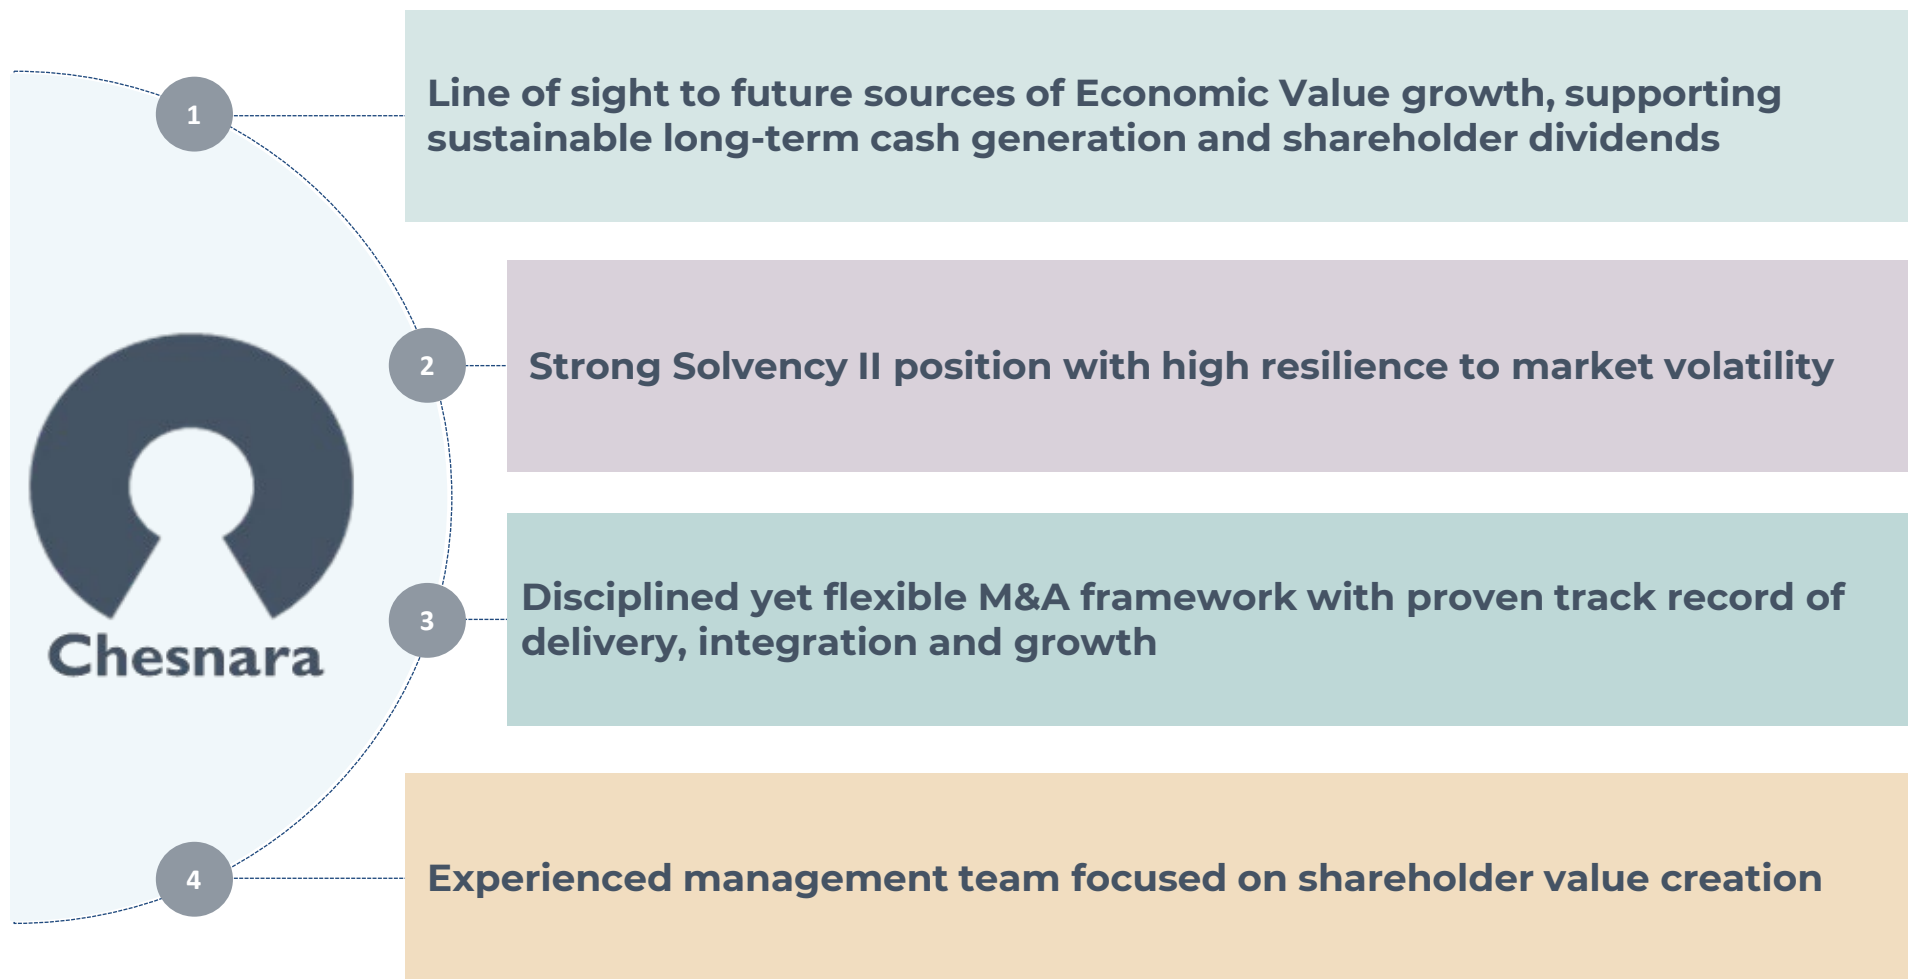 1
Line of sight to future sources of Economic Value growth, supporting
sustainable long-term cash generation and shareholder dividends
2
Strong Solvency II position with high resilience to market volatility
Chesnara
3
Disciplined yet flexible M&A framework with proven track record of
delivery, integration and growth
4
Experienced management team focused on shareholder value creation